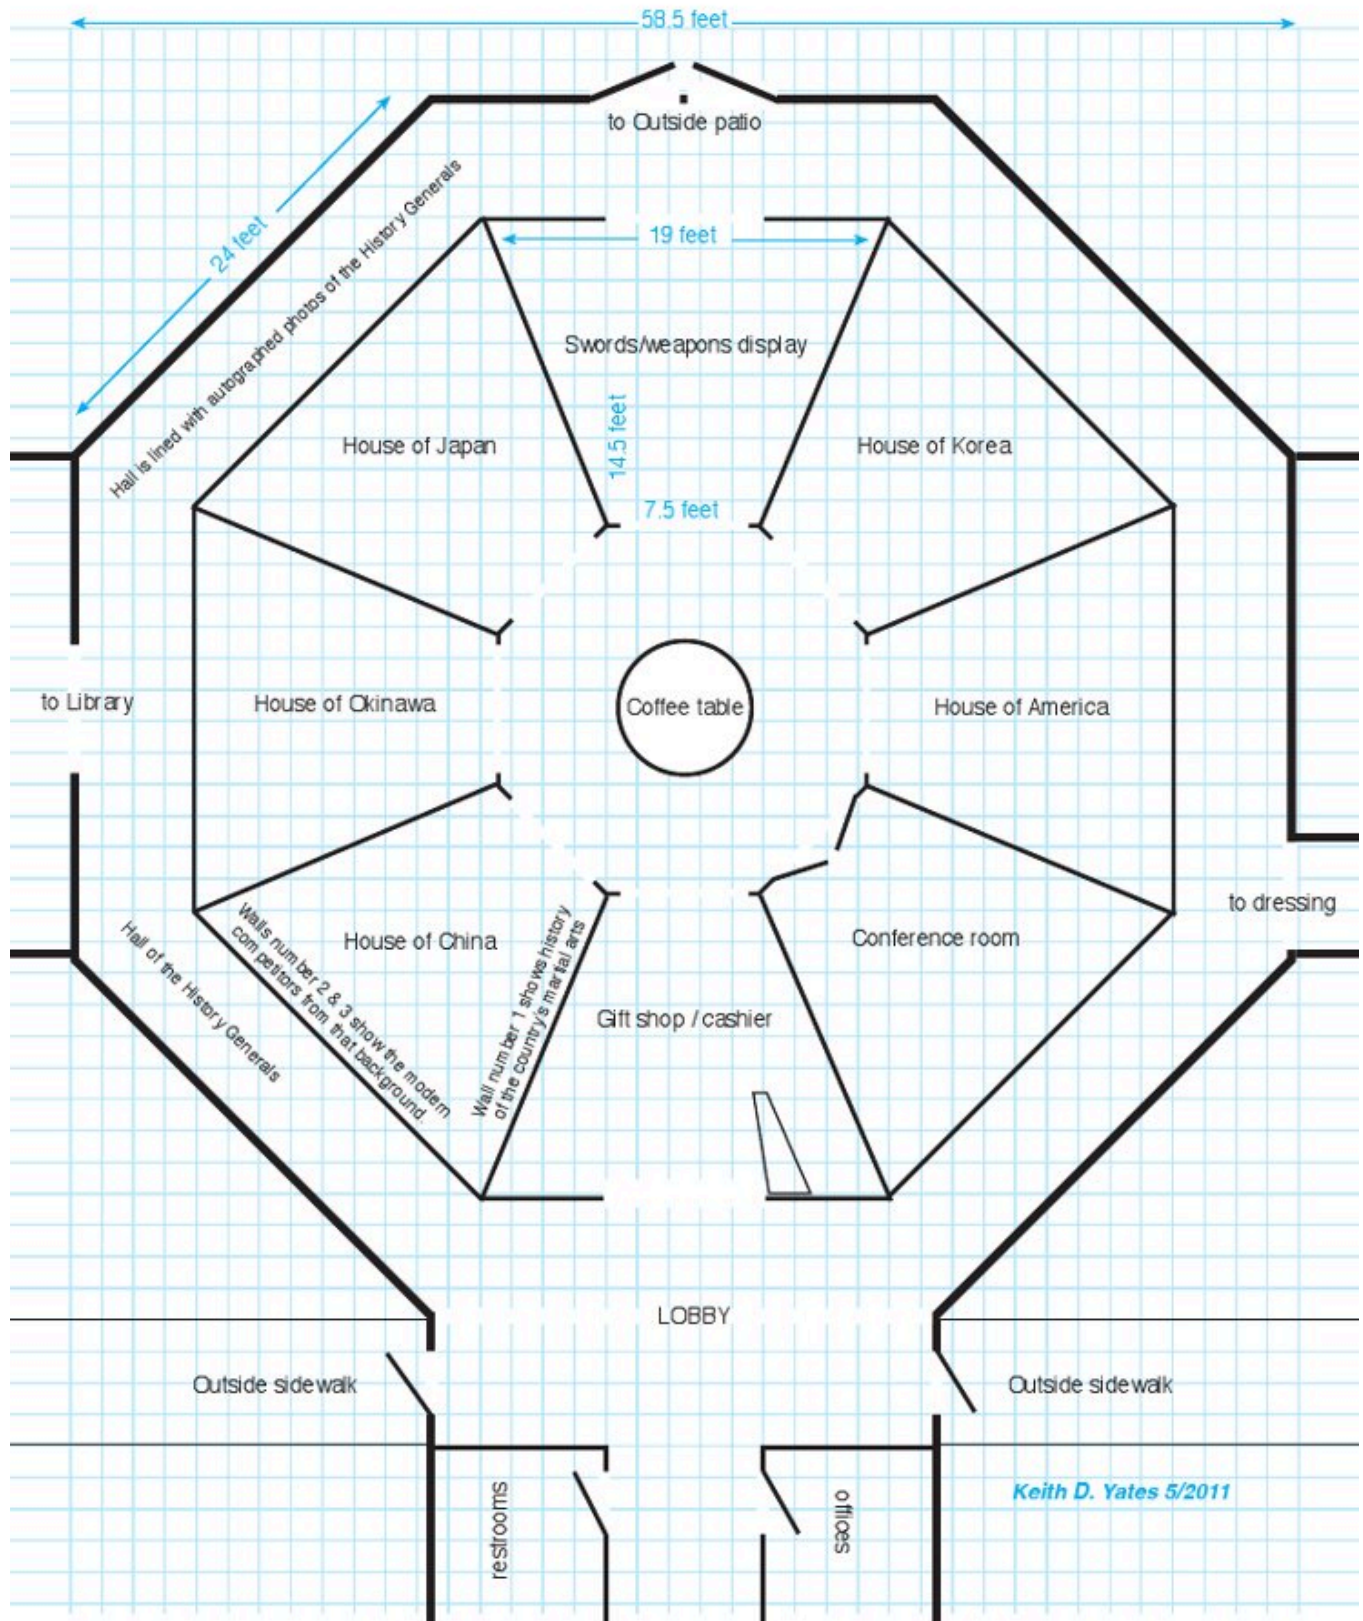 58.5 feet
to Outside patio
24 feet
Hall is lined with autographed photos of the History Generals
19 feet
Swords/weapons display
14.5 feet
House of Japan
House of Korea
7.5 feet
to Library
House of Okinawa
Coffee table
House of America
to dressing
Hall of the History Generals
Walls number 2 & 3 show the modern
competitors from that background.
House of China
Wall number 1 shows history
of the country's martial arts
Conference room
Gift shop / cashier
LOBBY
Outside sidewalk
Outside sidewalk
restrooms
offices
Keith D. Yates 5/2011